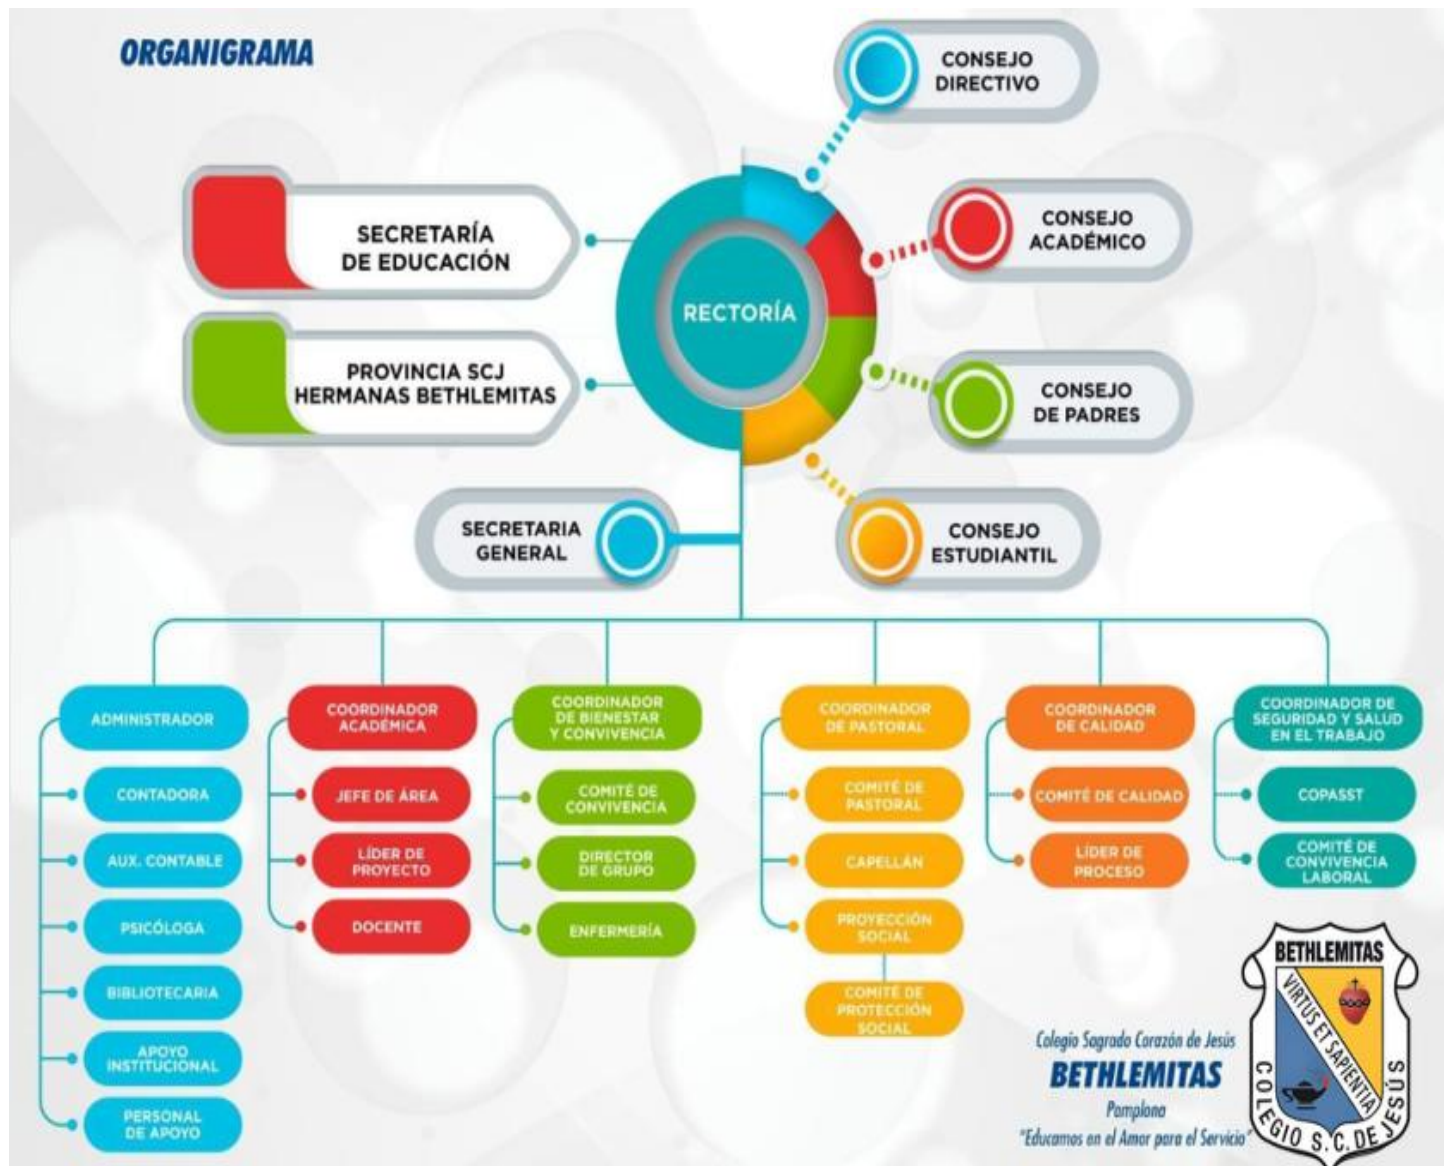 ORGANIGRAMA
CONSEJO
DIRECTIVO
SECRETARÍA
DE EDUCACIÓN
CONSEJO
ACADÉMICO
RECTORÍA
PROVINCIA SCJ
HERMANAS BETHLEMITAS
CONSEJO
DE PADRES
SECRETARIA
GENERAL
CONSEJO
ESTUDIANTIL
ADMINISTRADOR
CONTADORA
AUX. CONTABLE
PSICÓLOGA
BIBLIOTECARIA
APOYO
INSTITUCIONAL
PERSONAL
DE APOYO
COORDINADOR
ACADÉMICA
JEFE DE ÁREA
LÍDER DE
PROYECTO
DOCENTE
COORDINADOR
DE BIENESTAR
Y CONVIVENCIA
COMITÉ DE
CONVIVENCIA
DIRECTOR
DE GRUPO
ENFERMERÍA
COORDINADOR
DE PASTORAL
COMITÉ DE
PASTORAL
CAPELLÁN
PROYECCIÓN
SOCIAL
COMITÉ DE
PROTECCIÓN
SOCIAL
COORDINADOR
DE CALIDAD
COMITÉ DE CALIDAD
LÍDER DE
PROCESO
COORDINADOR DE
SEGURIDAD Y SALUD
EN EL TRABAJO
COPASST
COMITÉ DE
CONVIVENCIA
LABORAL
Colegio Sagrado Corazón de Jesús
BETHLEMITAS
Pamplona
"Educamos en el Amor para el Servicio"
BETHLEMITAS
VIRTUS ET SAPIENTIA
COLEGIO S.C. DE JESÚS